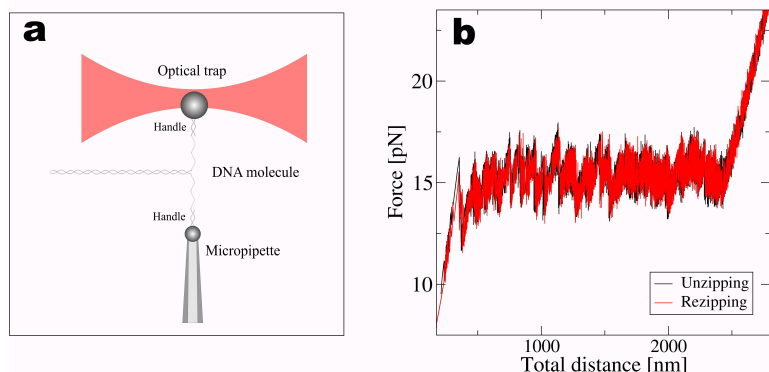 a
Optical trap
Handle
DNA molecule
Handle
Micropipette
b
Force [pN]
20
15
10
1000
2000
Total distance [nm]
Unzipping
Rezipping